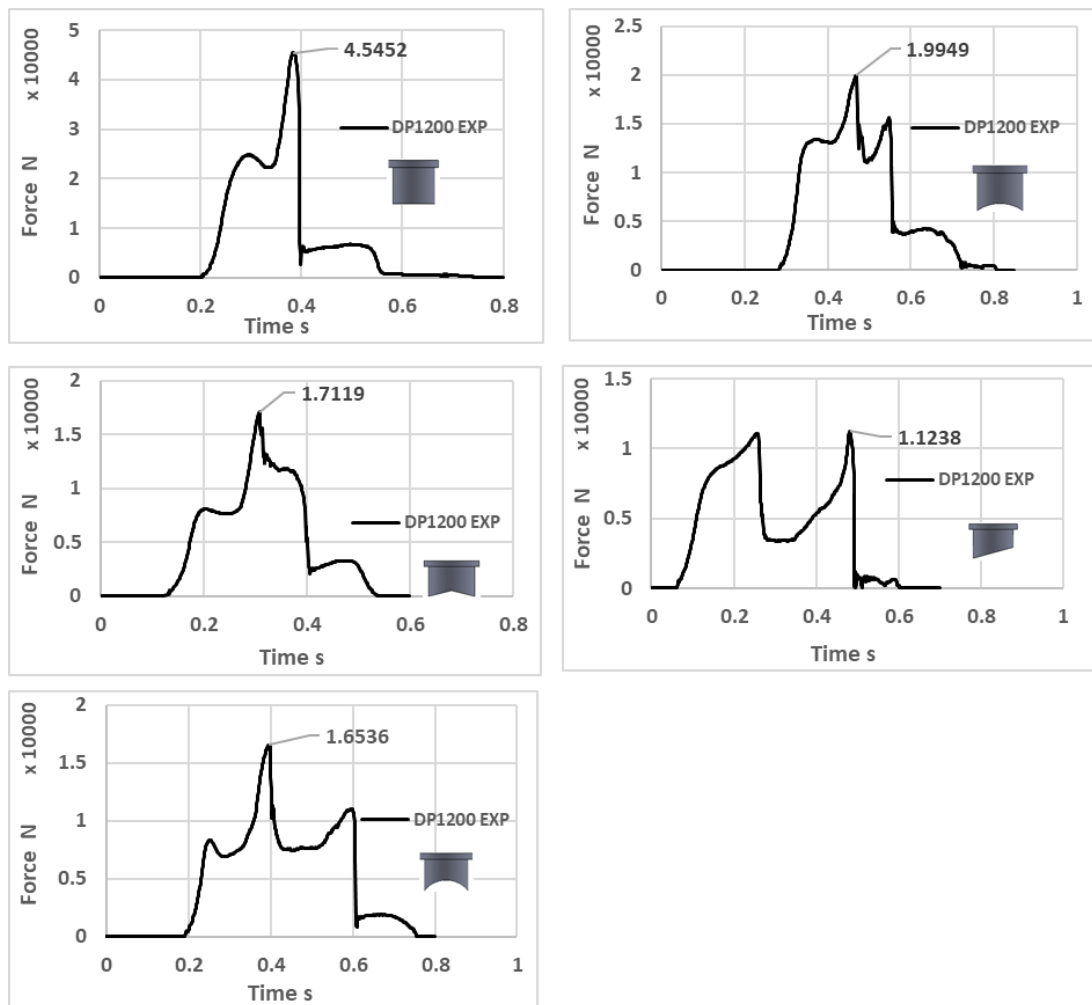 x 10000
Force N
5
4
3
2
1
0
4.5452
DP1200 EXP
0 0.2 0.4 0.6 0.8
Time s
x 10000
Force N
2.5
2
1.5
1
0.5
0
1.9949
DP1200 EXP
0 0.2 0.4 0.6 0.8 1
Time s
x 10000
Force N
2
1.5
1
0.5
0
1.7119
DP1200 EXP
0 0.2 0.4 0.6 0.8
Time s
x 10000
Force N
1.5
1
0.5
0
1.1238
DP1200 EXP
0 0.2 0.4 0.6 0.8 1
Time s
x 10000
Force N
2
1.5
1
0.5
0
1.6536
DP1200 EXP
0 0.2 0.4 0.6 0.8 1
Time s